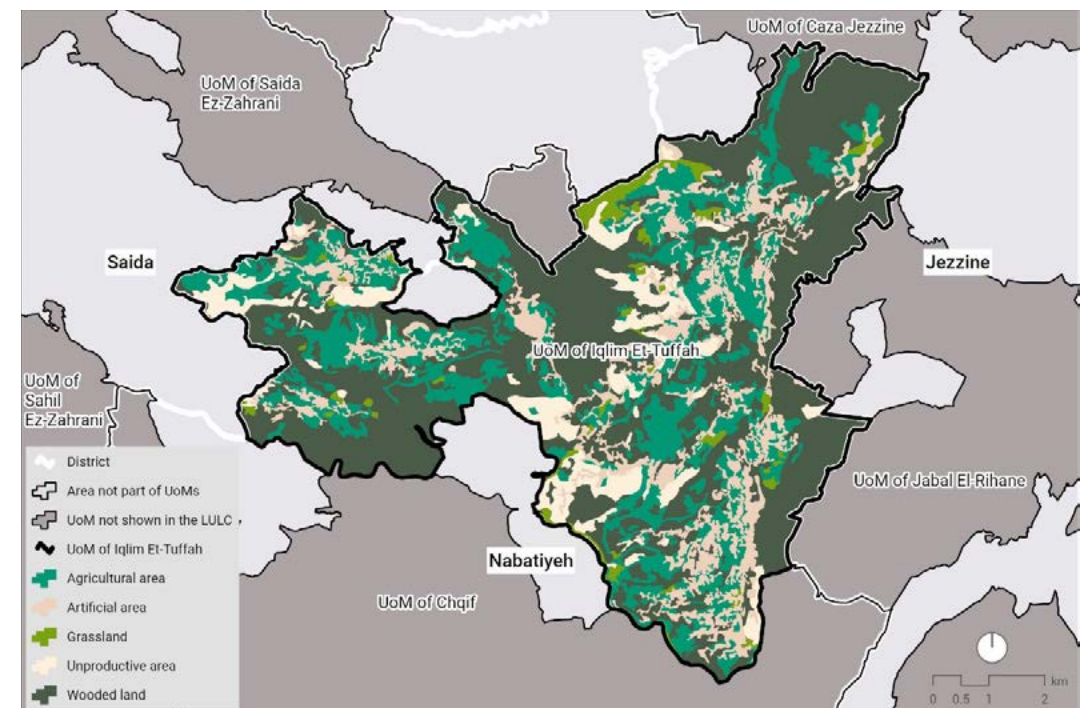 UoM of Caza Jezzine
UoM of Saida
Ez-Zahrani
Saida
Jezzine
UoM of Iqlim Et-Tuffah
UoM of
Sahil
Ez-Zahrani
UoM of Jabal El-Rihane
Nabatiyeh
UoM of Chqif
District
Area not part of UoMs
UoM not shown in the LULC
UoM of Iqlim Et-Tuffah
Agricultural area
Artificial area
Grassland
Unproductive area
Wooded land
km
0 0.5 1 2